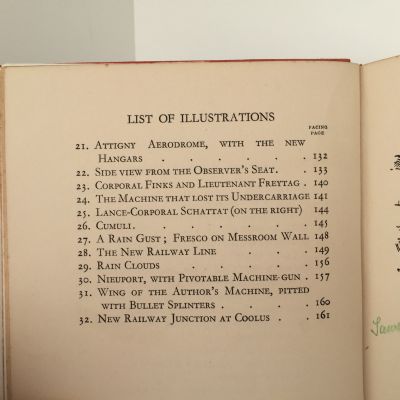 LIST OF ILLUSTRATIONS
FACING
PAGE
21. Attigny Aerodrome, with the new
Hangars . . . . . 132
22. Side view from the Observer's Seat. . 133
23. Corporal Finks and Lieutenant Freytag . 140
24. The Machine that lost its Undercarriage 141
25. Lance-Corporal Schattat (on the right) 144
26. Cumuli. . . . . . 145
27. A Rain Gust; Fresco on Messroom Wall 148
28. The New Railway Line . . . 149
29. Rain Clouds . . . . 156
30. Nieuport, with Pivotable Machine-gun . 157
31. Wing of the Author's Machine, pitted
with Bullet Splinters . . . 160
32. New Railway Junction at Coolus . . 161